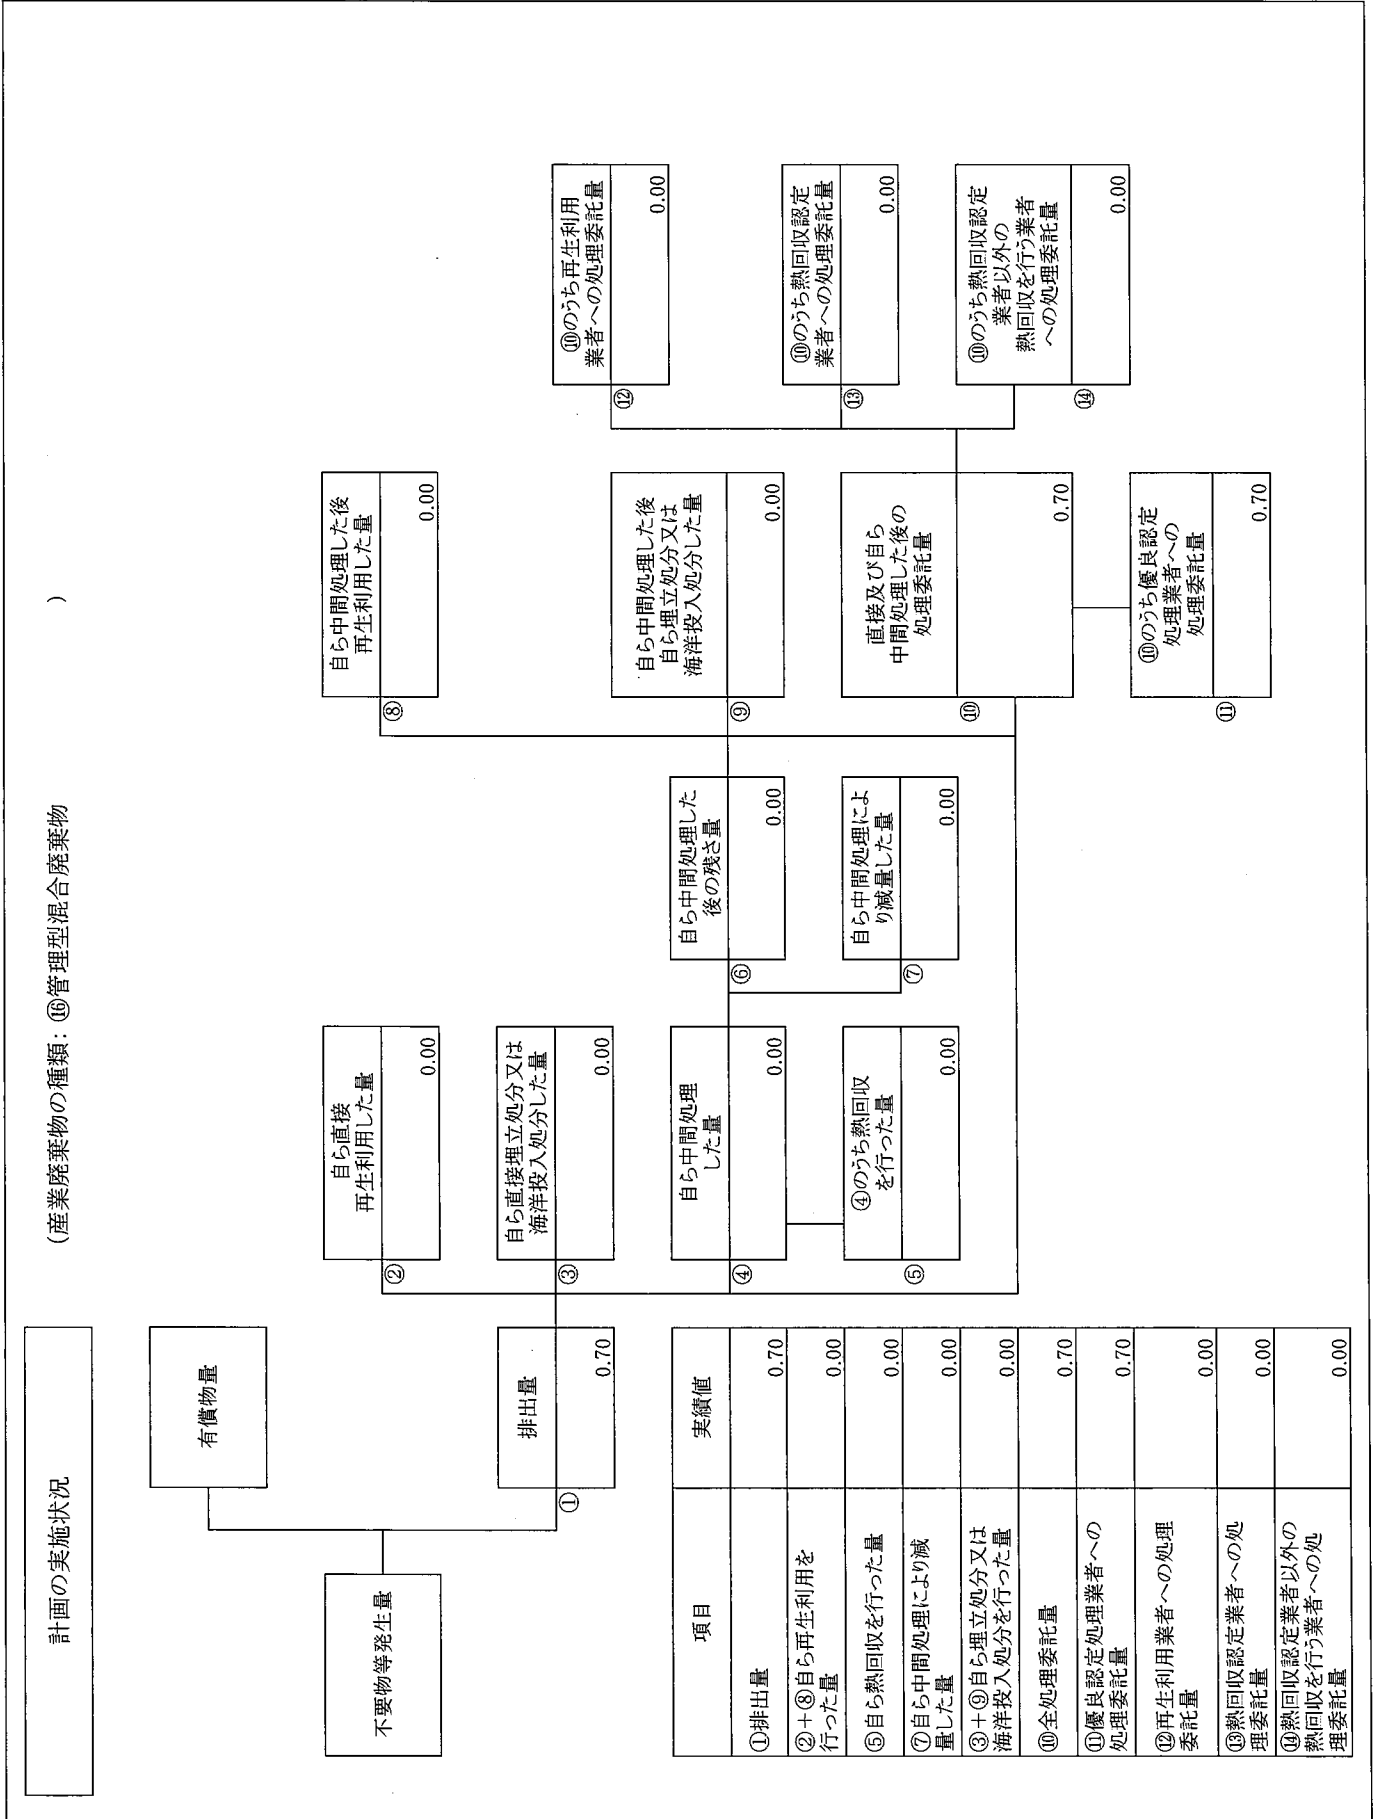 計画の実施状況
(産業廃棄物の種類：⑯管理型混合廃棄物 )
不要物等発生量
有償物量
①
排出量
0.70
②
自ら直接
再生利用した量
0.00
③
自ら直接埋立処分又は
海洋投入処分した量
0.00
④
自ら中間処理
した量
0.00
⑤
④のうち熱回収
を行った量
0.00
⑥
自ら中間処理した
後の残さ量
0.00
⑦
自ら中間処理によ
り減量した量
0.00
⑧
自ら中間処理した後
再生利用した量
0.00
⑨
自ら中間処理した後
自ら埋立処分又は
海洋投入処分した量
0.00
⑩
直接及び自ら
中間処理した後の
処理委託量
0.70
⑪
⑩のうち優良認定
処理業者への
処理委託量
0.70
⑫
⑩のうち再生利用
業者への処理委託量
0.00
⑬
⑩のうち熱回収認定
業者への処理委託量
0.00
⑭
⑩のうち熱回収認定
業者以外の
熱回収を行う業者
への処理委託量
0.00
項目 実績値
①排出量 0.70
②＋⑧自ら再生利用を
行った量 0.00
⑤自ら熱回収を行った量 0.00
⑦自ら中間処理により減
量した量 0.00
③＋⑨自ら埋立処分又は
海洋投入処分を行った量 0.00
⑩全処理委託量 0.70
⑪優良認定処理業者への
処理委託量 0.70
⑫再生利用業者への処理
委託量 0.00
⑬熱回収認定業者への処
理委託量 0.00
⑭熱回収認定業者以外の
熱回収を行う業者への処
理委託量 0.00